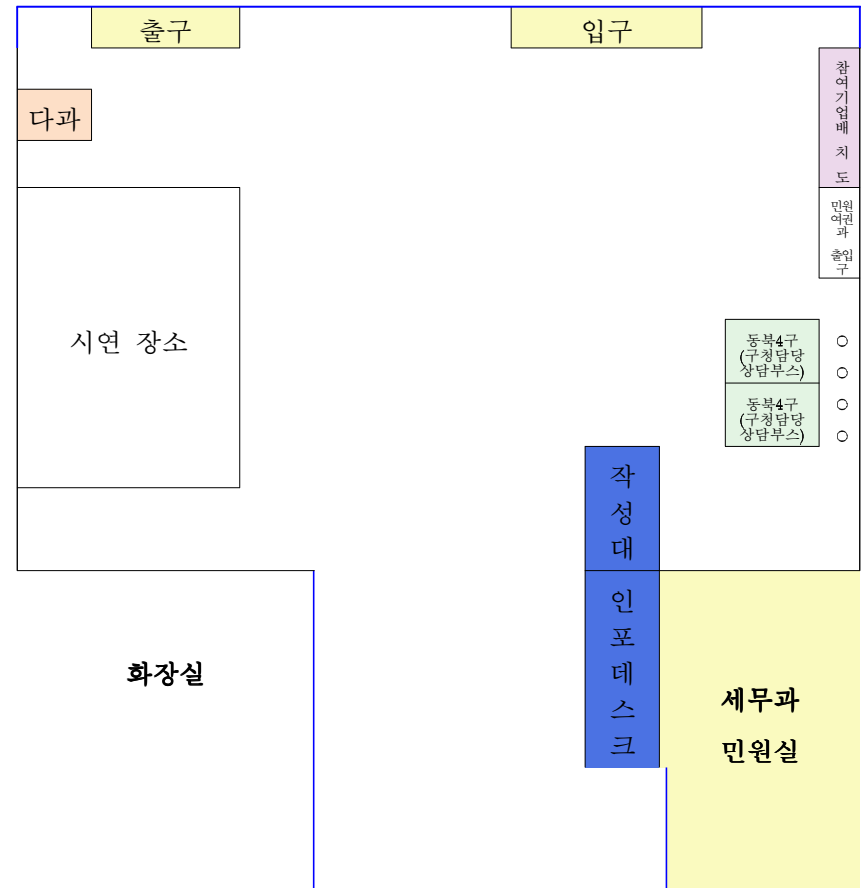 출구
입구
다과
참여기업배 치 도
민원
여권
과
출입
구
시연 장소
동북4구
(구청담당
상담부스)
동북4구
(구청담당
상담부스)
작성대
인포데스크
화장실
세무과
민원실